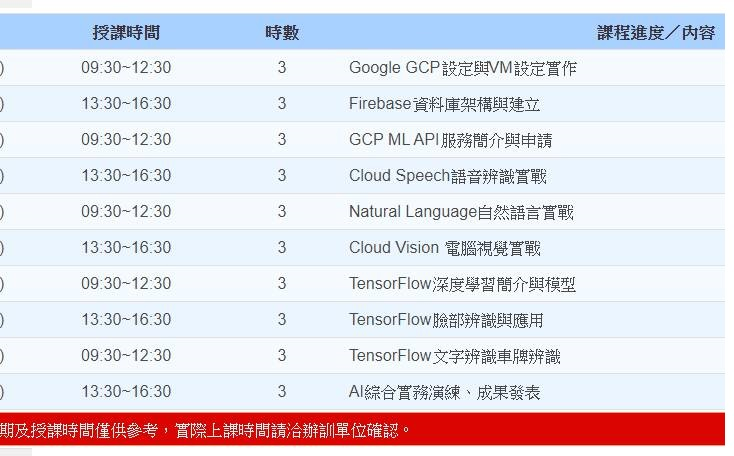 授課時間 時數 課程進度／內容
) 09:30~12:30 3 Google GCP設定與VM設定實作
) 13:30~16:30 3 Firebase資料庫架構與建立
) 09:30~12:30 3 GCP ML API服務簡介與申請
) 13:30~16:30 3 Cloud Speech語音辨識實戰
) 09:30~12:30 3 Natural Language自然語言實戰
) 13:30~16:30 3 Cloud Vision 電腦視覺實戰
) 09:30~12:30 3 TensorFlow深度學習簡介與模型
) 13:30~16:30 3 TensorFlow臉部辨識與應用
) 09:30~12:30 3 TensorFlow文字辨識車牌辨識
) 13:30~16:30 3 AI綜合實務演練、成果發表
期及授課時間僅供參考，實際上課時間請洽辦訓單位確認。